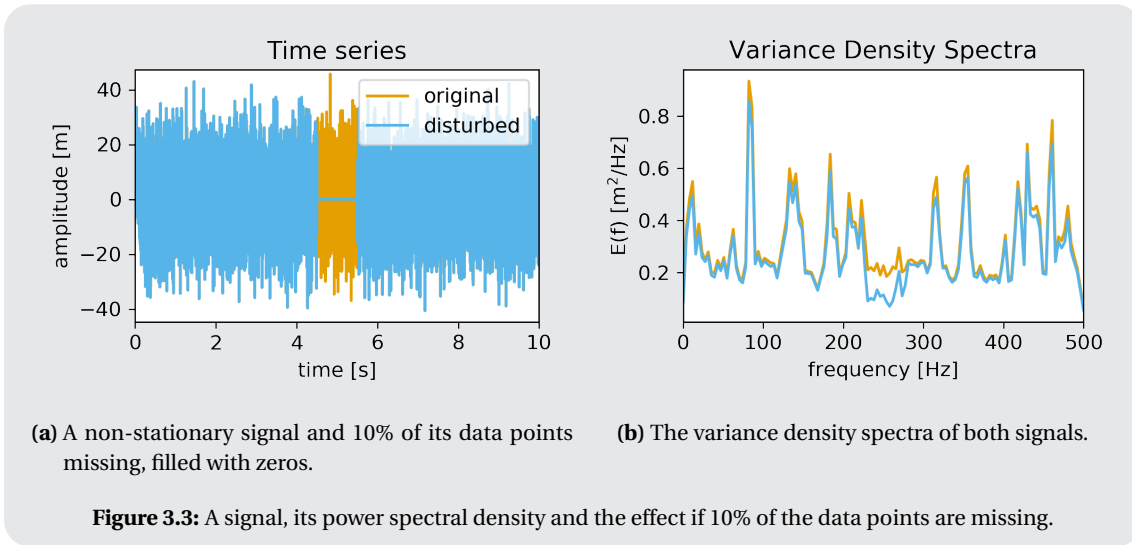 Time series
40
20
0
−20
−40
amplitude [m]
0 2 4 6 8 10
time [s]
original
disturbed
Variance Density Spectra
0.8
0.6
0.4
0.2
E(f) [m²/Hz]
0 100 200 300 400 500
frequency [Hz]
(a) A non-stationary signal and 10% of its data points
missing, filled with zeros.
(b) The variance density spectra of both signals.
Figure 3.3: A signal, its power spectral density and the effect if 10% of the data points are missing.